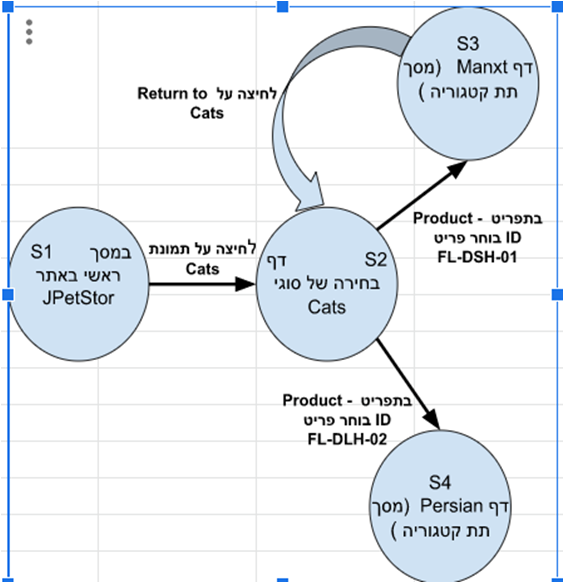 S3
דף Manxt (מסך
תת קטגוריה )
לחיצה על Return to
Cats
בתפריט - Product
ID בוחר פריט
FL-DSH-01
S1 במסך
ראשי באתר
JPetStor
לחיצה על תמונת
Cats
S2 דף
בחירה של סוגי
Cats
בתפריט - Product
ID בוחר פריט
FL-DLH-02
S4
דף Persian (מסך
תת קטגוריה )